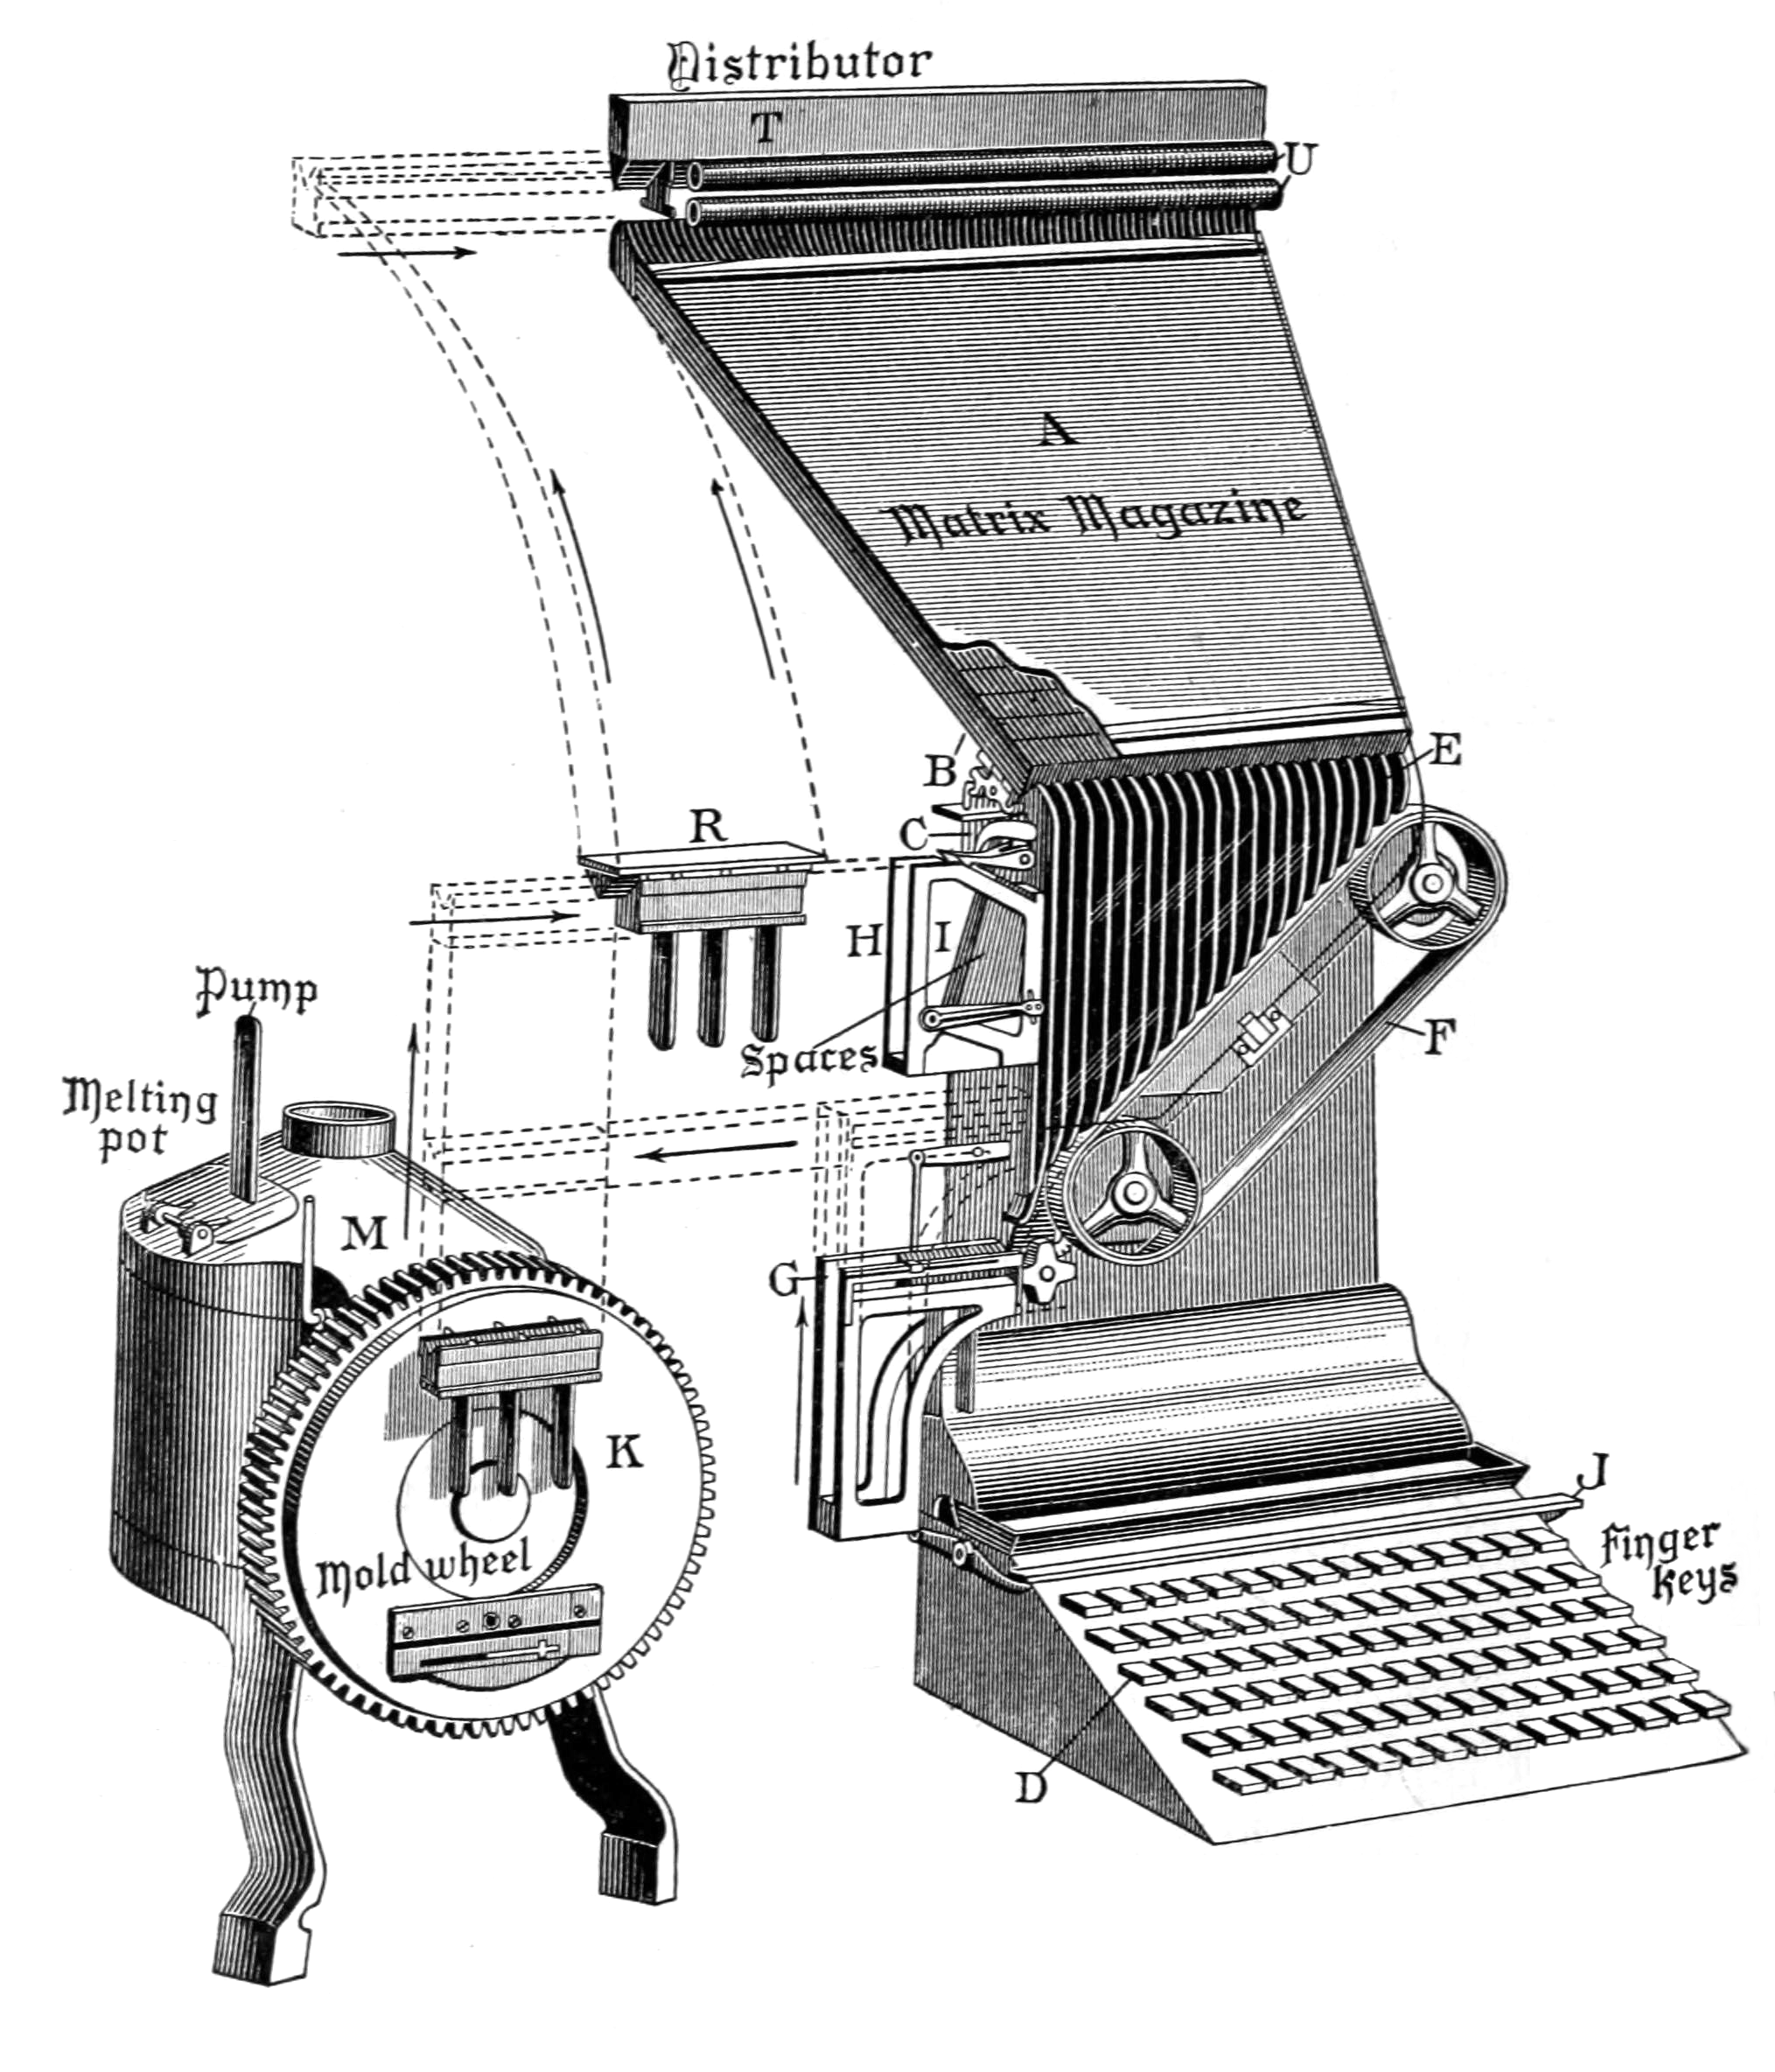 Distributor
T
U
A
Matrix Magazine
B
E
C
R
H
I
Pump
Spaces
F
Melting
pot
M
G
K
J
Finger
keys
Mold wheel
D